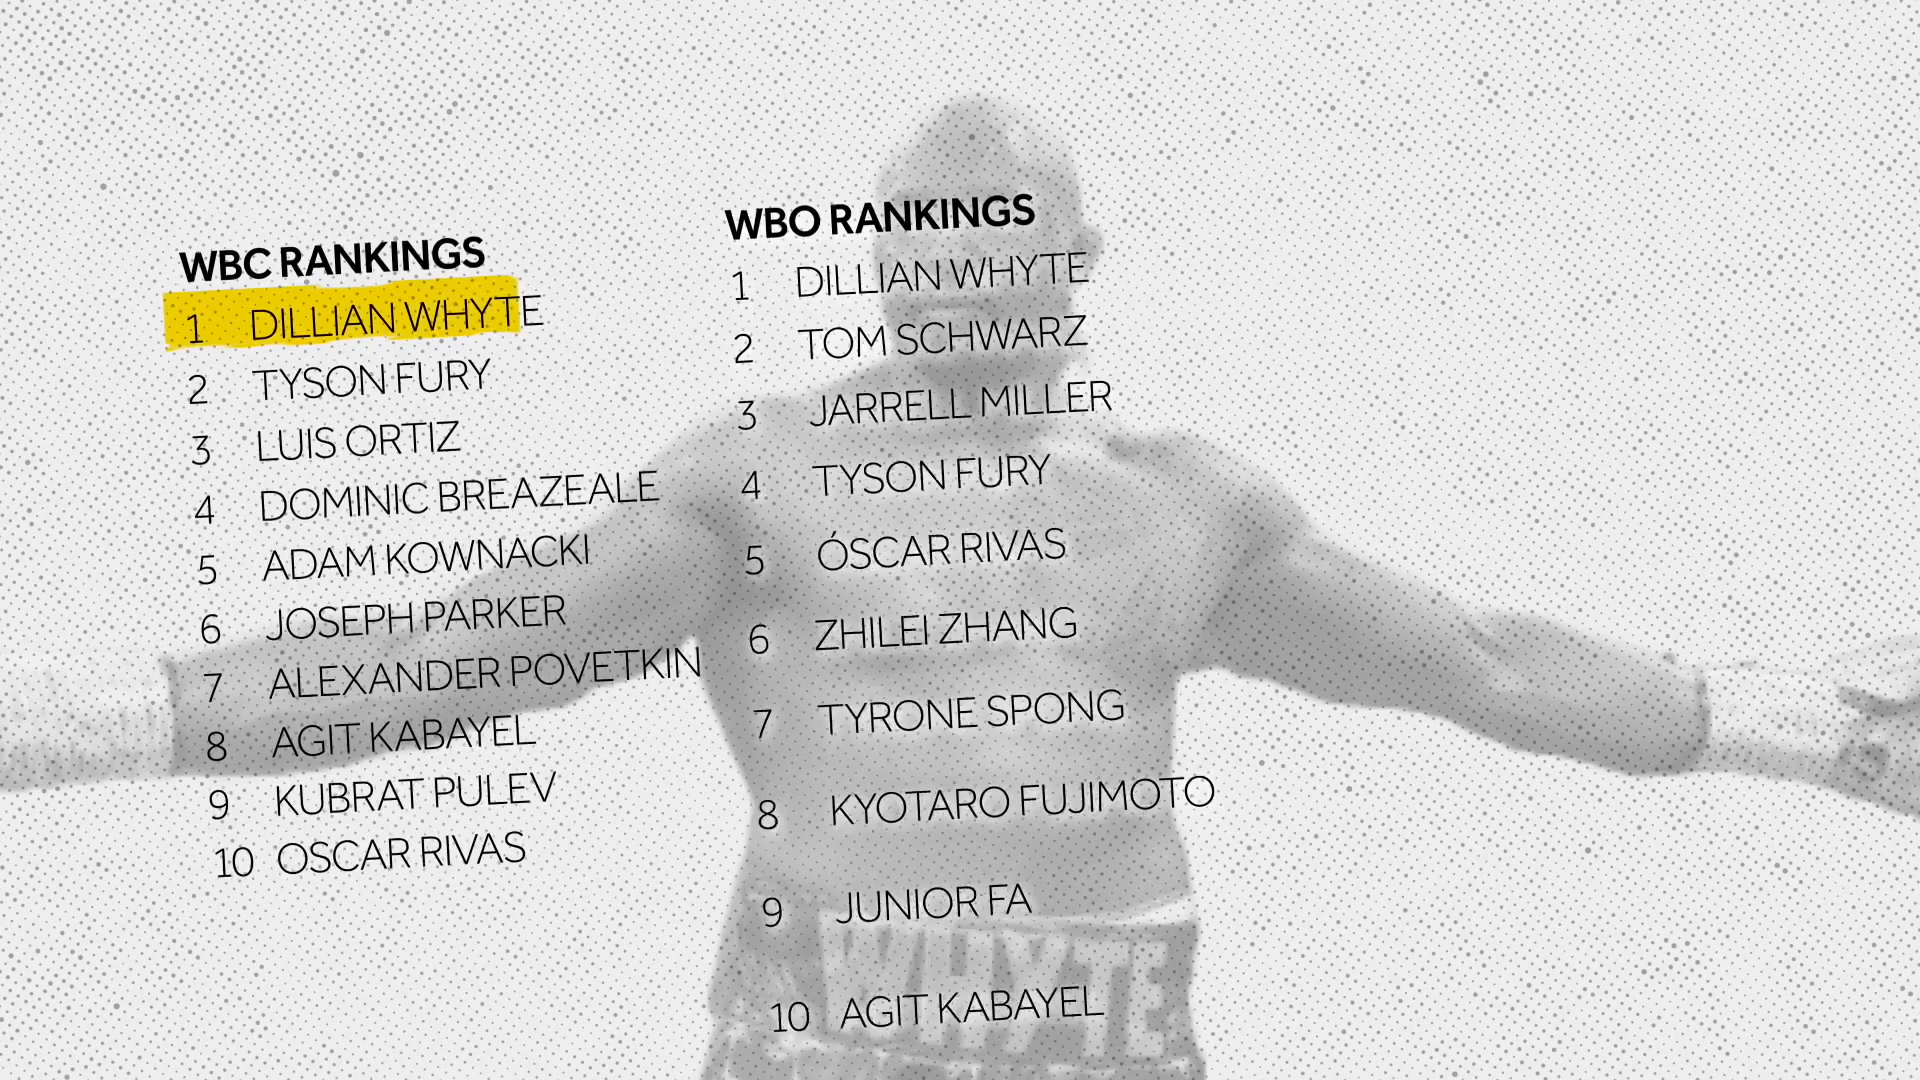 WBC RANKINGS
1 DILLIAN WHYTE
2 TYSON FURY
3 LUIS ORTIZ
4 DOMINIC BREAZEALE
5 ADAM KOWNACKI
6 JOSEPH PARKER
7 ALEXANDER POVETKIN
8 AGIT KABAYEL
9 KUBRAT PULEV
10 OSCAR RIVAS
WBO RANKINGS
1 DILLIAN WHYTE
2 TOM SCHWARZ
3 JARRELL MILLER
4 TYSON FURY
5 ÓSCAR RIVAS
6 ZHILEI ZHANG
7 TYRONE SPONG
8 KYOTARO FUJIMOTO
9 JUNIOR FA
10 AGIT KABAYEL
WHYTE